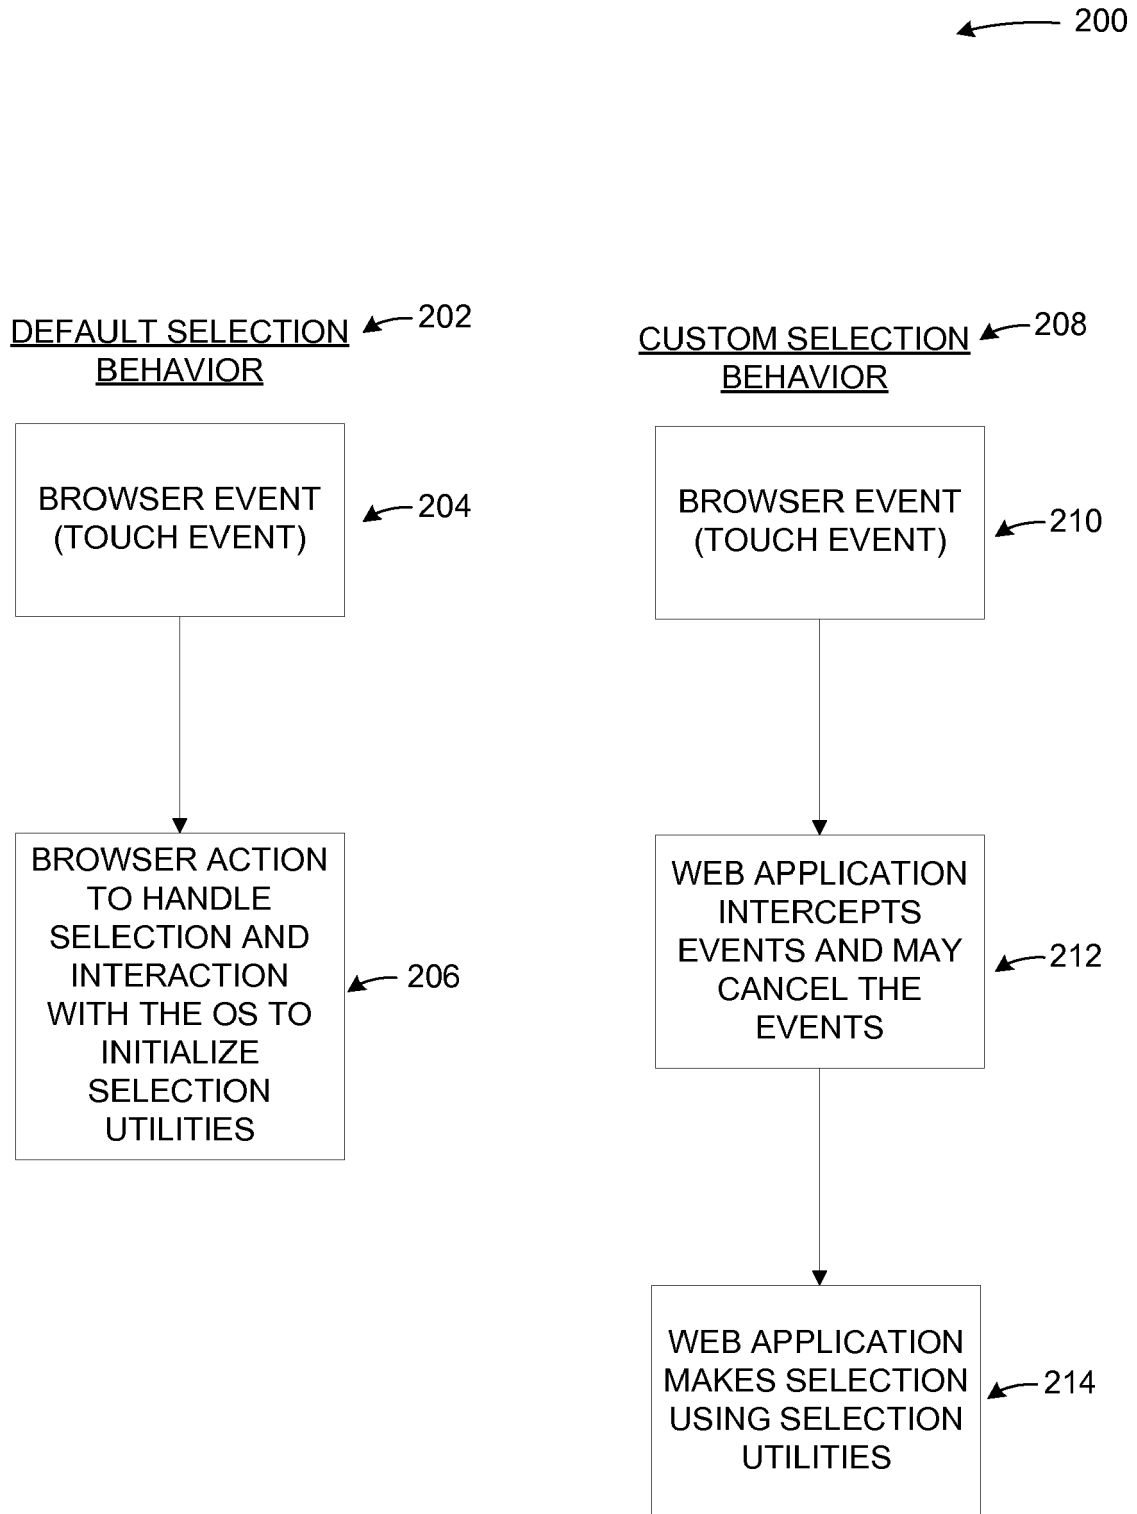 200
DEFAULT SELECTION
BEHAVIOR
202
BROWSER EVENT
(TOUCH EVENT)
204
BROWSER ACTION
TO HANDLE
SELECTION AND
INTERACTION
WITH THE OS TO
INITIALIZE
SELECTION
UTILITIES
206
CUSTOM SELECTION
BEHAVIOR
208
BROWSER EVENT
(TOUCH EVENT)
210
WEB APPLICATION
INTERCEPTS
EVENTS AND MAY
CANCEL THE
EVENTS
212
WEB APPLICATION
MAKES SELECTION
USING SELECTION
UTILITIES
214